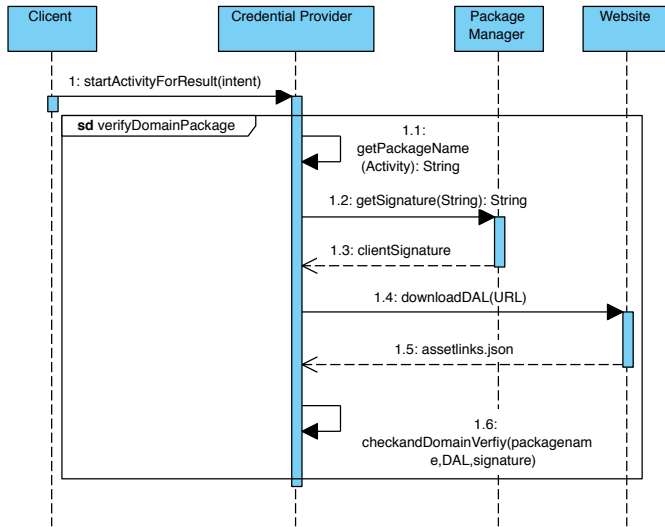 Clicent
Credential Provider
Package
Manager
Website
1: startActivityForResult(intent)
sd verifyDomainPackage
1.1:
getPackageName
(Activity): String
1.2: getSignature(String): String
1.3: clientSignature
1.4: downloadDAL(URL)
1.5: assetlinks.json
1.6:
checkandDomainVerfiy(packagenam
e,DAL,signature)